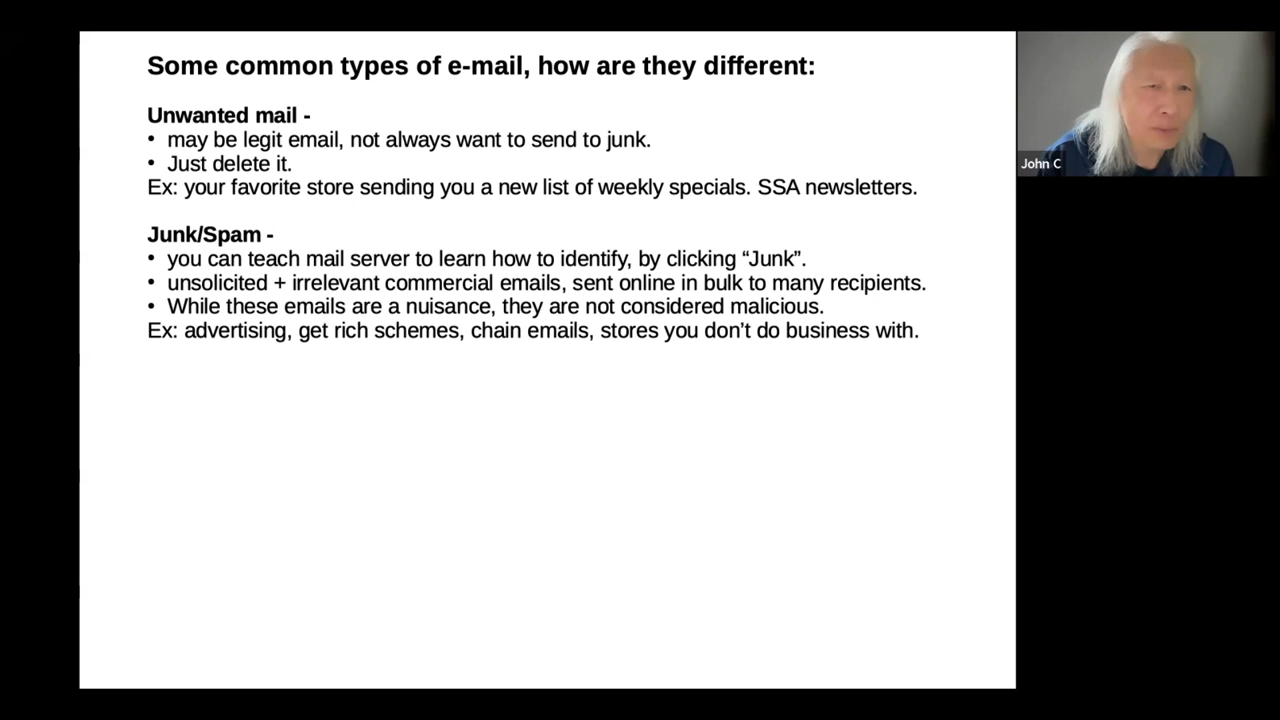 Some common types of e-mail, how are they different:
Unwanted mail -
• may be legit email, not always want to send to junk.
• Just delete it.
Ex: your favorite store sending you a new list of weekly specials. SSA newsletters.
Junk/Spam -
• you can teach mail server to learn how to identify, by clicking “Junk”.
• unsolicited + irrelevant commercial emails, sent online in bulk to many recipients.
• While these emails are a nuisance, they are not considered malicious.
Ex: advertising, get rich schemes, chain emails, stores you don’t do business with.
John C